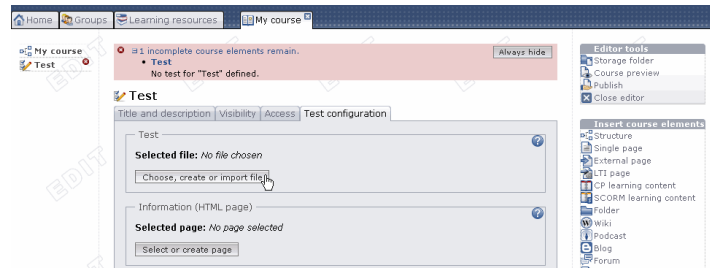 Home Groups Learning resources My course
My course
Test
1 incomplete course elements remain.
Always hide
• Test
No test for "Test" defined.
Test
Title and description Visibility Access Test configuration
Test
Selected file: No file chosen
Choose, create or import file
Information (HTML page)
Selected page: No page selected
Select or create page
Editor tools
Storage folder
Course preview
Publish
Close editor
Insert course elements
Structure
Single page
External page
LTI page
CP learning content
SCORM learning content
Folder
Wiki
Podcast
Blog
Forum
EDIT
EDIT
EDIT